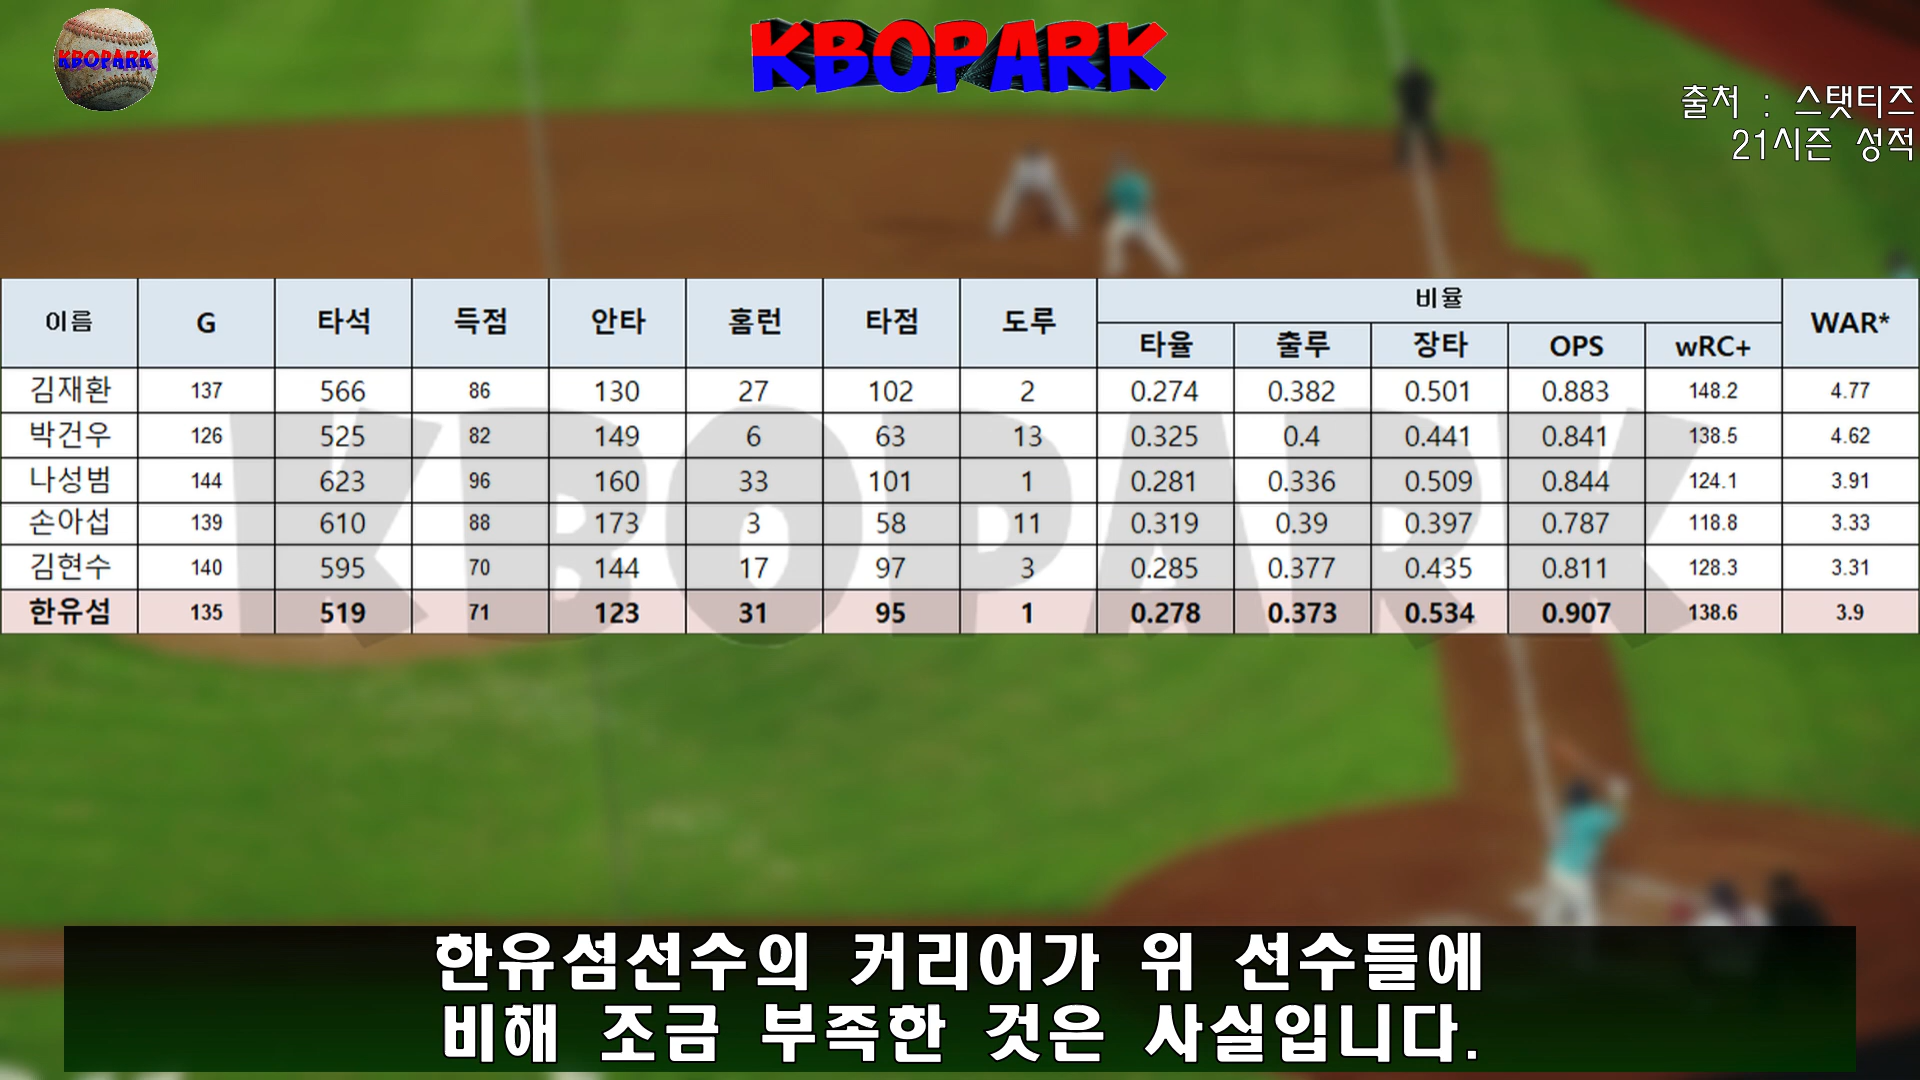 KBOPARK
KBOPARK
출처 : 스탯티즈
21시즌 성적
이름 G 타석 득점 안타 홈런 타점 도루 비율 WAR*
타율 출루 장타 OPS wRC+
김재환 137 566 86 130 27 102 2 0.274 0.382 0.501 0.883 148.2 4.77
박건우 126 525 82 149 6 63 13 0.325 0.4 0.441 0.841 138.5 4.62
나성범 144 623 96 160 33 101 1 0.281 0.336 0.509 0.844 124.1 3.91
손아섭 139 610 88 173 3 58 11 0.319 0.39 0.397 0.787 118.8 3.33
김현수 140 595 70 144 17 97 3 0.285 0.377 0.435 0.811 128.3 3.31
한유섬 135 519 71 123 31 95 1 0.278 0.373 0.534 0.907 138.6 3.9
KBOPARK
한유섬선수의 커리어가 위 선수들에
비해 조금 부족한 것은 사실입니다.